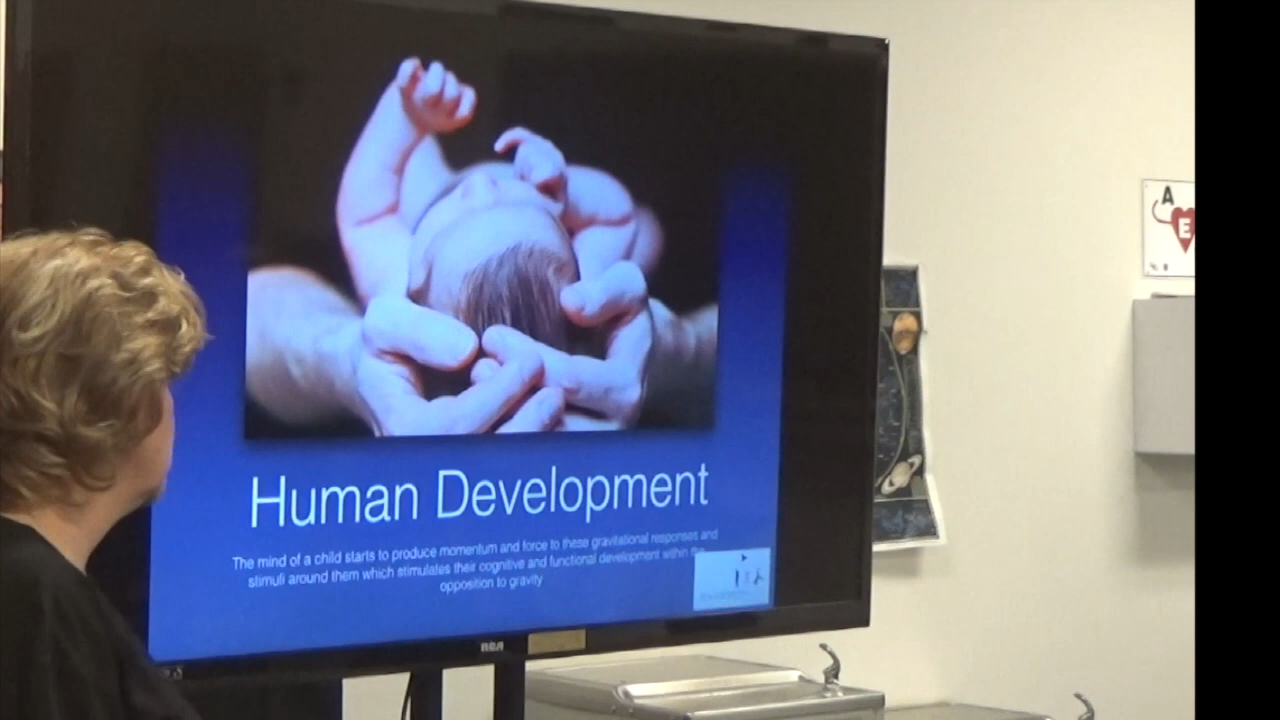 A
E
Human Development
The mind of a child starts to produce momentum and force to these gravitational responses and
stimuli around them which stimulates their cognitive and functional development within the
opposition to gravity
RCA